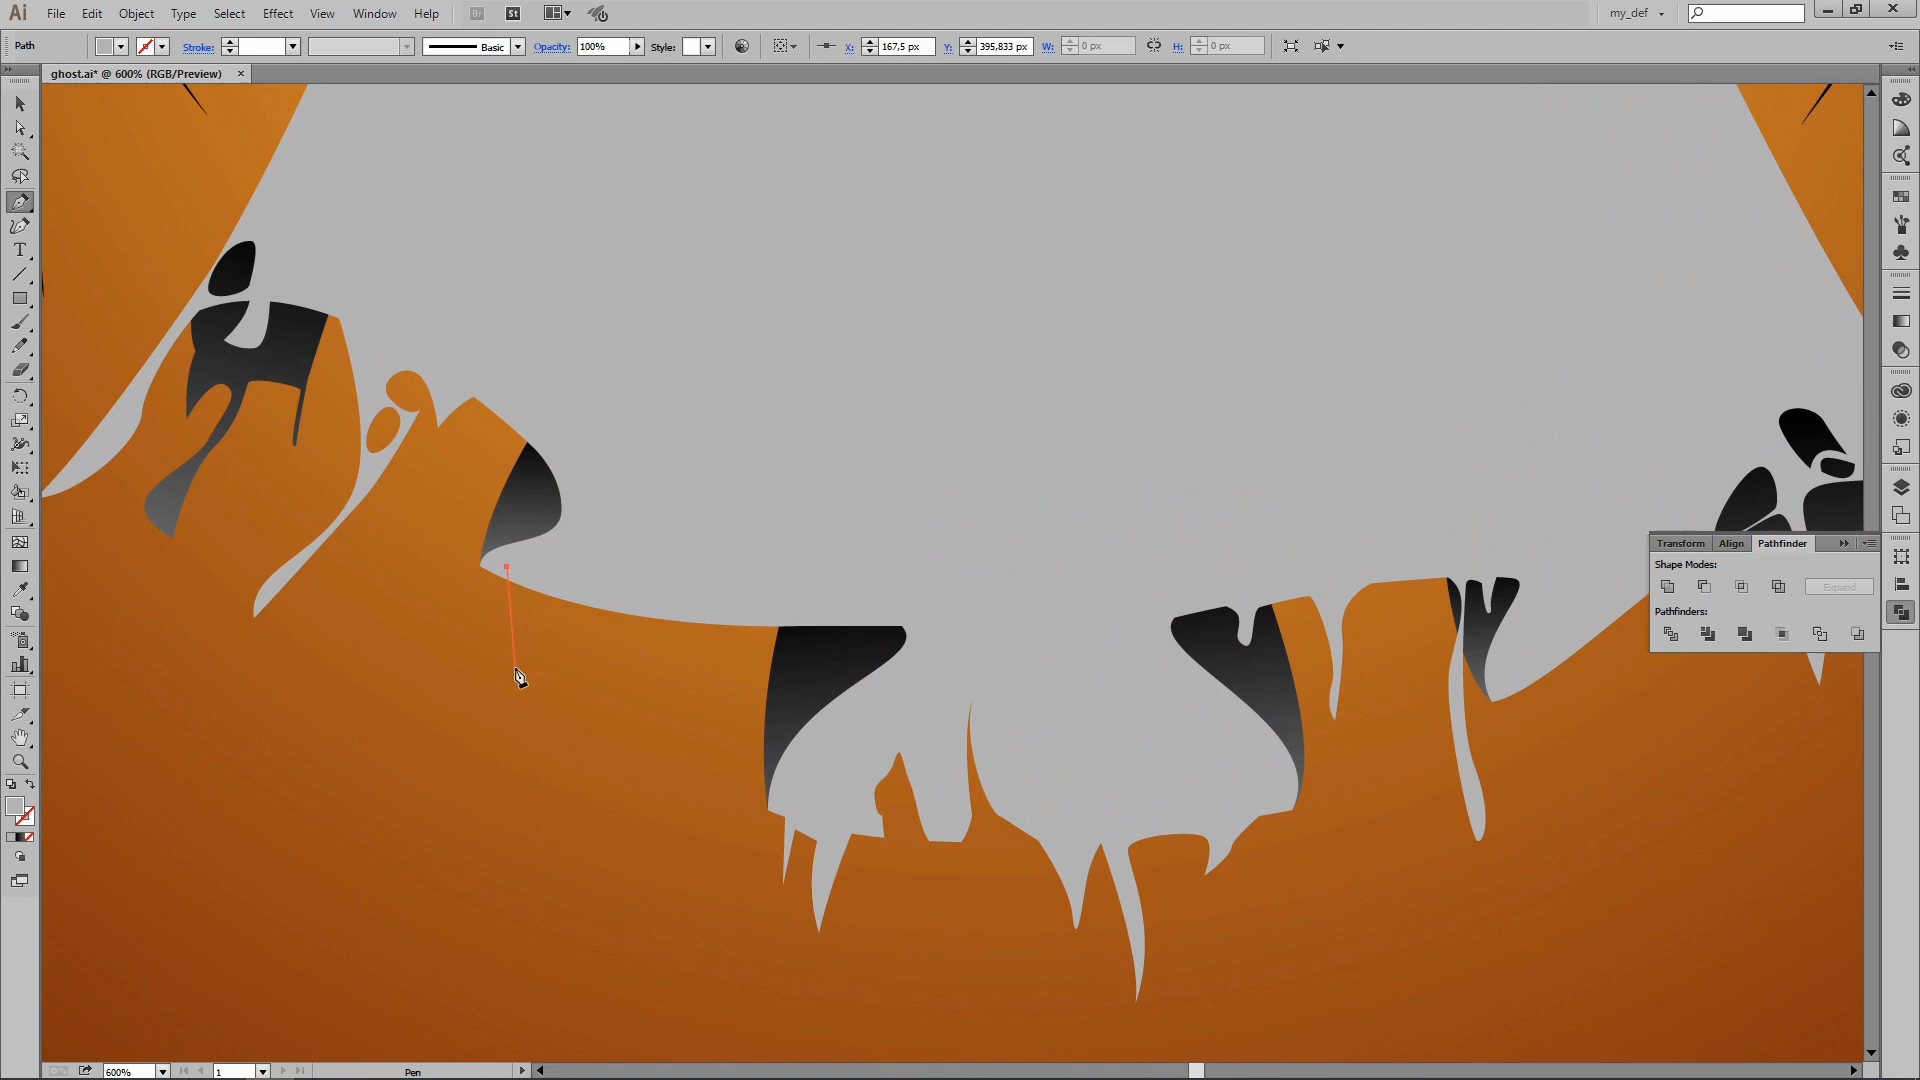 Ai File Edit Object Type Select Effect View Window Help Br St my_def
Path Stroke: Basic Opacity: 100% Style: X: 167,5 px Y: 395,833 px W: 0 px H: 0 px
ghost.ai* @ 600% (RGB/Preview)
T
Transform Align Pathfinder
Shape Modes:
Expand
Pathfinders:
600% 1 Pen